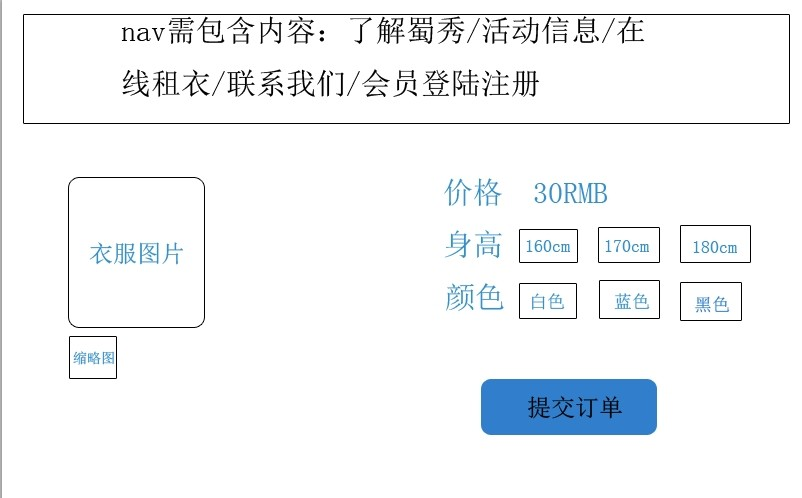 nav需包含内容：了解蜀秀/活动信息/在
线租衣/联系我们/会员登陆注册
价格 30RMB
衣服图片
身高 160cm 170cm 180cm
颜色 白色 蓝色 黑色
缩略图
提交订单